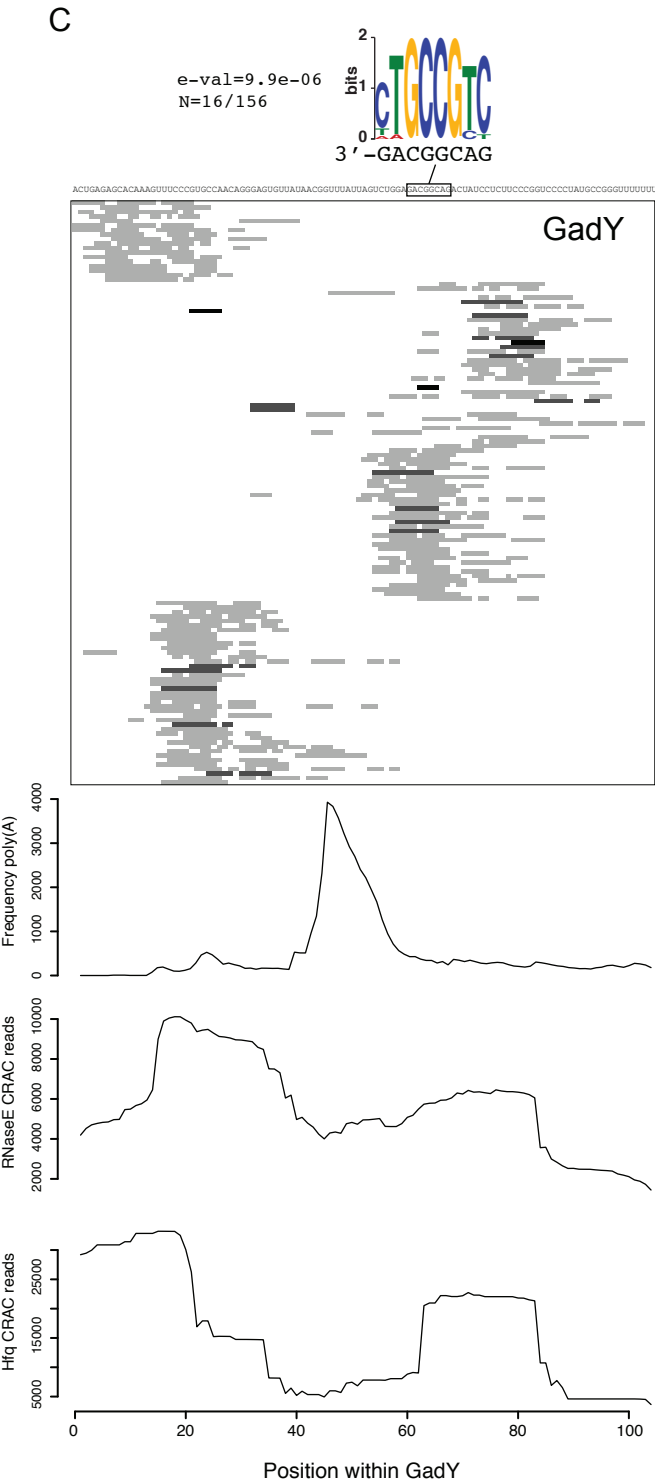 C
e-val=9.9e-06
N=16/156
bits
2
1
0
CTGCCGTC
3'-GACGGCAG
ACUGAGAGCACAAAGUUUCCCGUGCCAACAGGGAGUGUUAUAACGGUUUAUUAGUCUGGAGACGGCAGACUAUCCUCUUCCCGGUCCCCUAUGCCGGGUUUUUUU
GadY
Frequency poly(A)
4000
3000
2000
1000
0
RNaseE CRAC reads
10000
8000
6000
4000
2000
Hfq CRAC reads
25000
15000
5000
0 20 40 60 80 100
Position within GadY